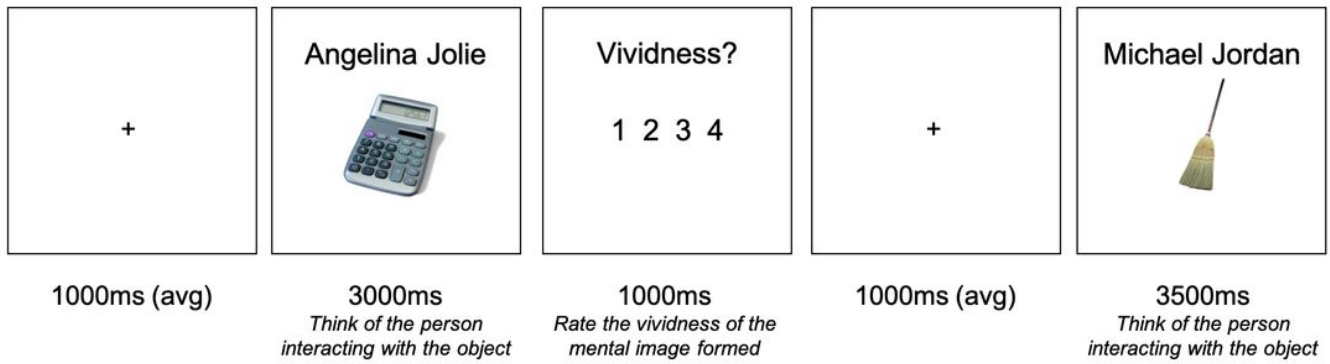 +
Angelina Jolie
Vividness?
1 2 3 4
+
Michael Jordan
1000ms (avg)
3000ms
Think of the person
interacting with the object
1000ms
Rate the vividness of the
mental image formed
1000ms (avg)
3500ms
Think of the person
interacting with the object